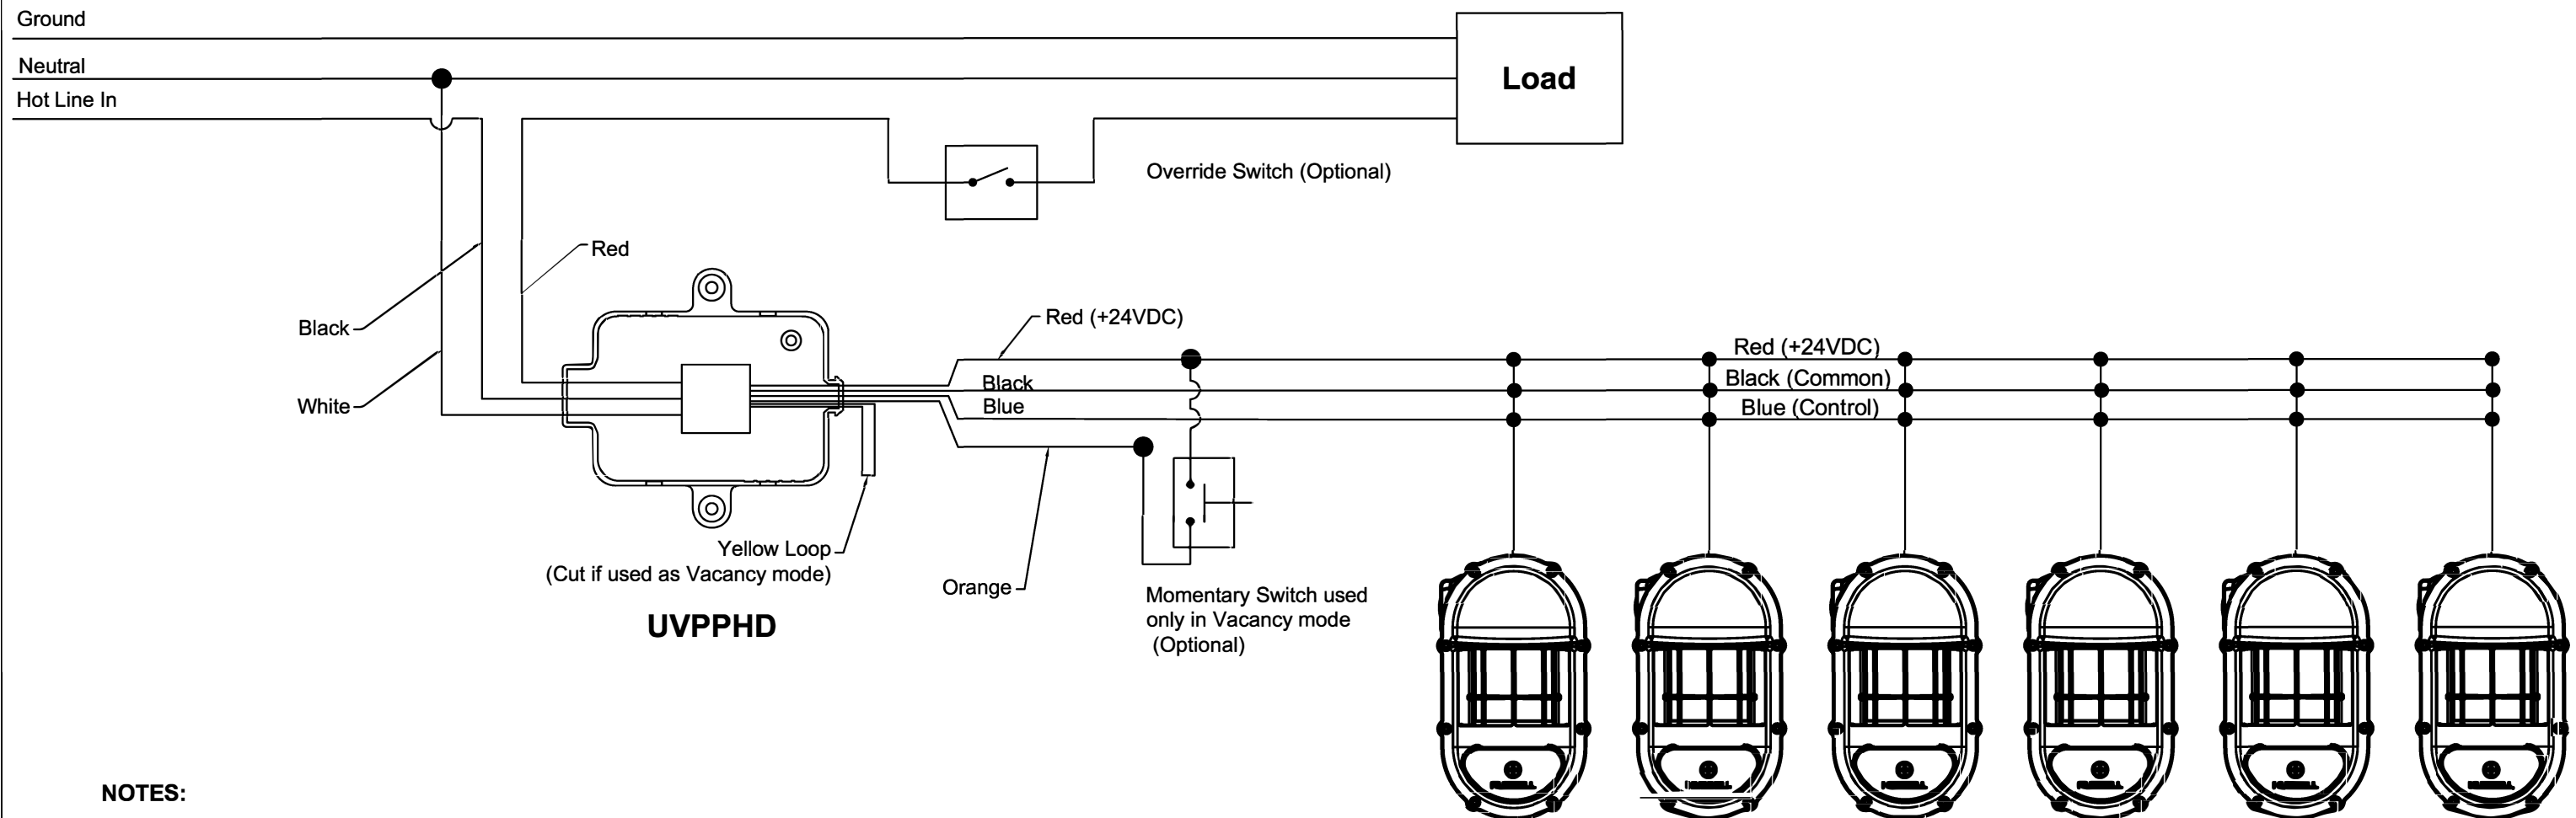 Ground
Neutral
Hot Line In
Load
Override Switch (Optional)
Red
Black
White
Red (+24VDC)
Black
Blue
Red (+24VDC)
Black (Common)
Blue (Control)
Yellow Loop
(Cut if used as Vacancy mode)
UVPPHD
Orange
Momentary Switch used
only in Vacancy mode
(Optional)
NOTES: